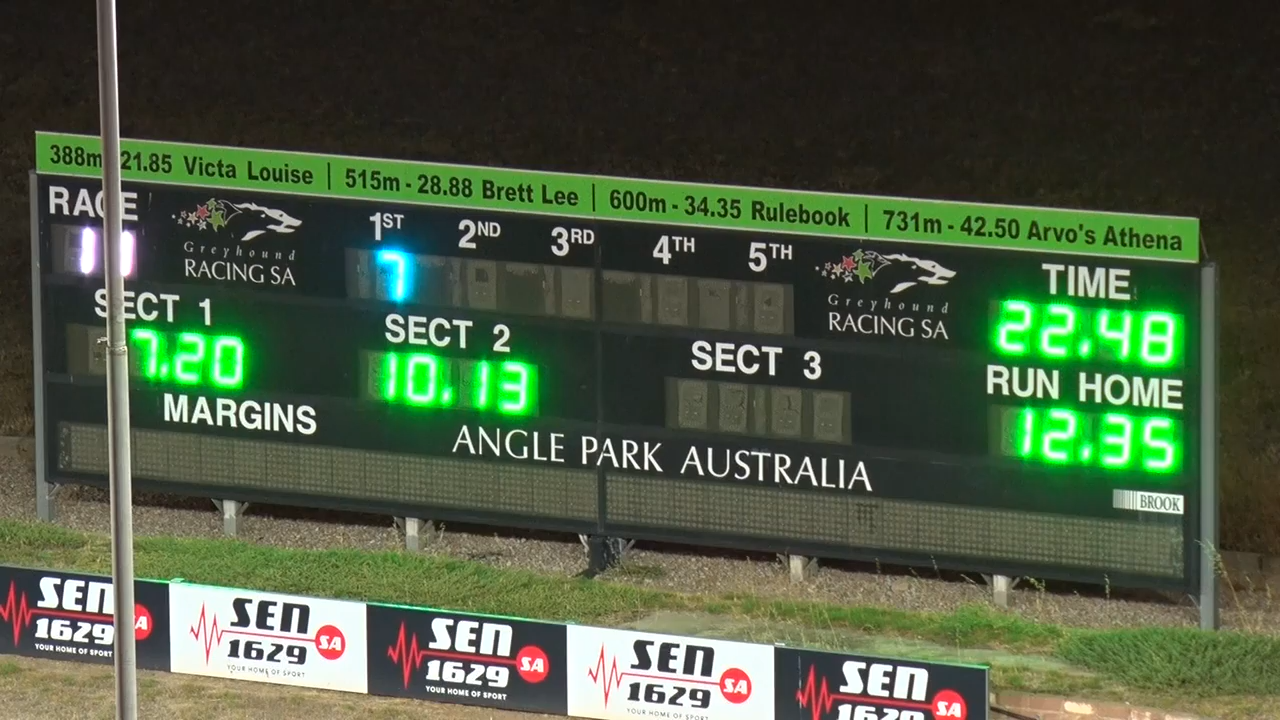 388m 21.85 Victa Louise | 515m - 28.88 Brett Lee | 600m - 34.35 Rulebook | 731m - 42.50 Arvo's Athena
RACE
11
Greyhound
RACING SA
1ST 2ND 3RD 4TH 5TH
7
Greyhound
RACING SA
TIME
22.48
SECT 1
7.20
SECT 2
10.13
SECT 3
RUN HOME
12.35
MARGINS
ANGLE PARK AUSTRALIA
BROOK
SEN
1629 SA
YOUR HOME OF SPORT
SEN
1629 SA
YOUR HOME OF SPORT
SEN
1629 SA
YOUR HOME OF SPORT
SEN
1629 SA
YOUR HOME OF SPORT
SEN
1629 SA